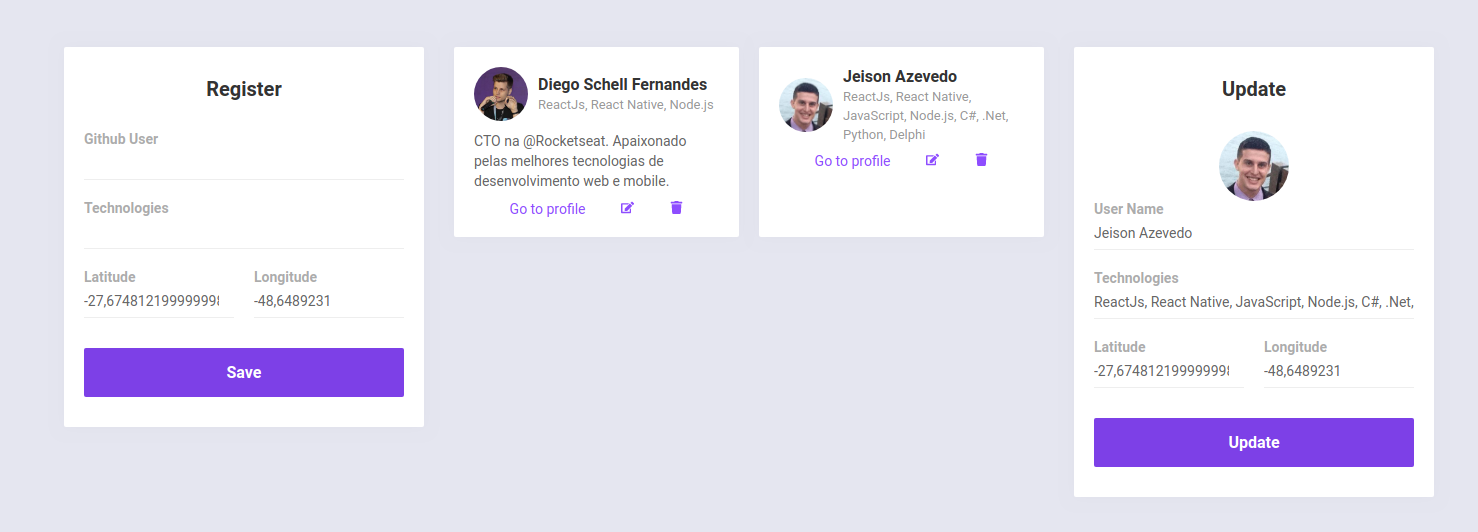 Register
Github User
Technologies
Latitude
Longitude
-27,67481219999998
-48,6489231
Save
Diego Schell Fernandes
ReactJs, React Native, Node.js
CTO na @Rocketseat. Apaixonado
pelas melhores tecnologias de
desenvolvimento web e mobile.
Go to profile
Jeison Azevedo
ReactJs, React Native,
JavaScript, Node.js, C#, .Net,
Python, Delphi
Go to profile
Update
User Name
Jeison Azevedo
Technologies
ReactJs, React Native, JavaScript, Node.js, C#, .Net,
Latitude
Longitude
-27,67481219999998
-48,6489231
Update